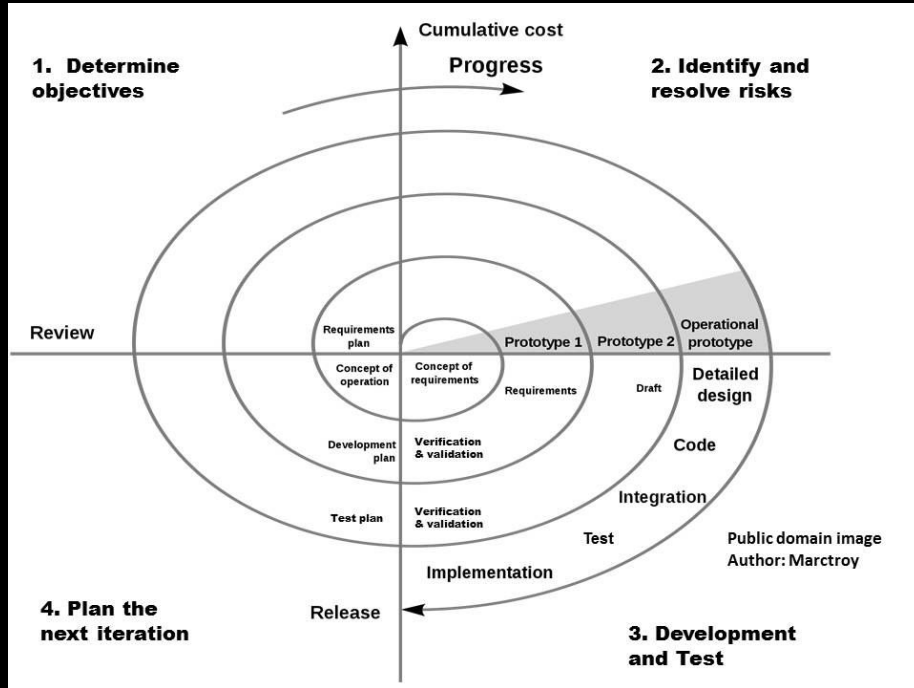 Cumulative cost
Progress
1. Determine
objectives
2. Identify and
resolve risks
Review
Requirements
plan
Prototype 1
Prototype 2
Operational
prototype
Concept of
operation
Concept of
requirements
Requirements
Draft
Detailed
design
Development
plan
Verification
& validation
Code
Test plan
Verification
& validation
Integration
Test
Implementation
Public domain image
Author: Marctroy
4. Plan the
next iteration
Release
3. Development
and Test